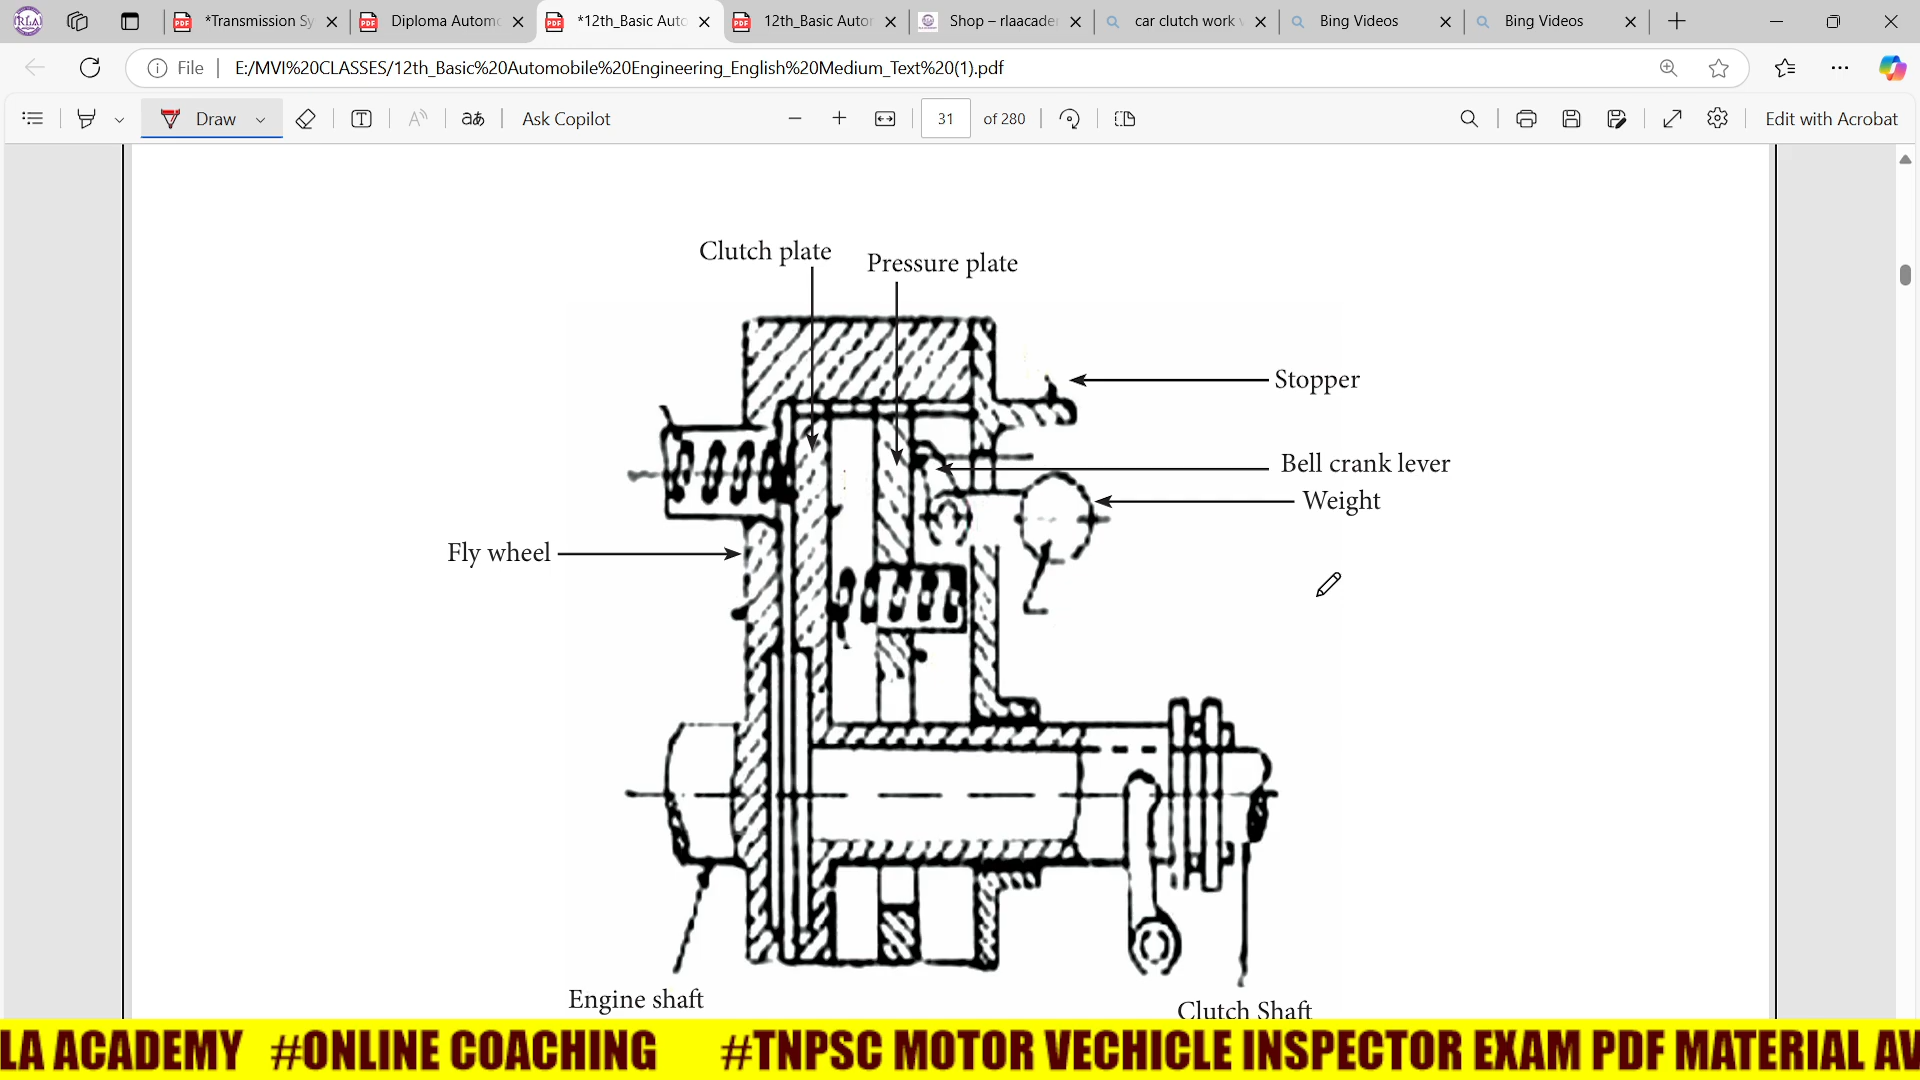 *Transmission Sy
Diploma Automo
*12th_Basic Auto
12th_Basic Autor
Shop – rlaacader
car clutch work v
Bing Videos
Bing Videos
File
E:/MVI%20CLASSES/12th_Basic%20Automobile%20Engineering_English%20Medium_Text%20(1).pdf
Draw
Ask Copilot
31 of 280
Edit with Acrobat
Clutch plate
Pressure plate
Stopper
Bell crank lever
Weight
Fly wheel
Engine shaft
Clutch Shaft
LA ACADEMY #ONLINE COACHING #TNPSC MOTOR VECHICLE INSPECTOR EXAM PDF MATERIAL AV